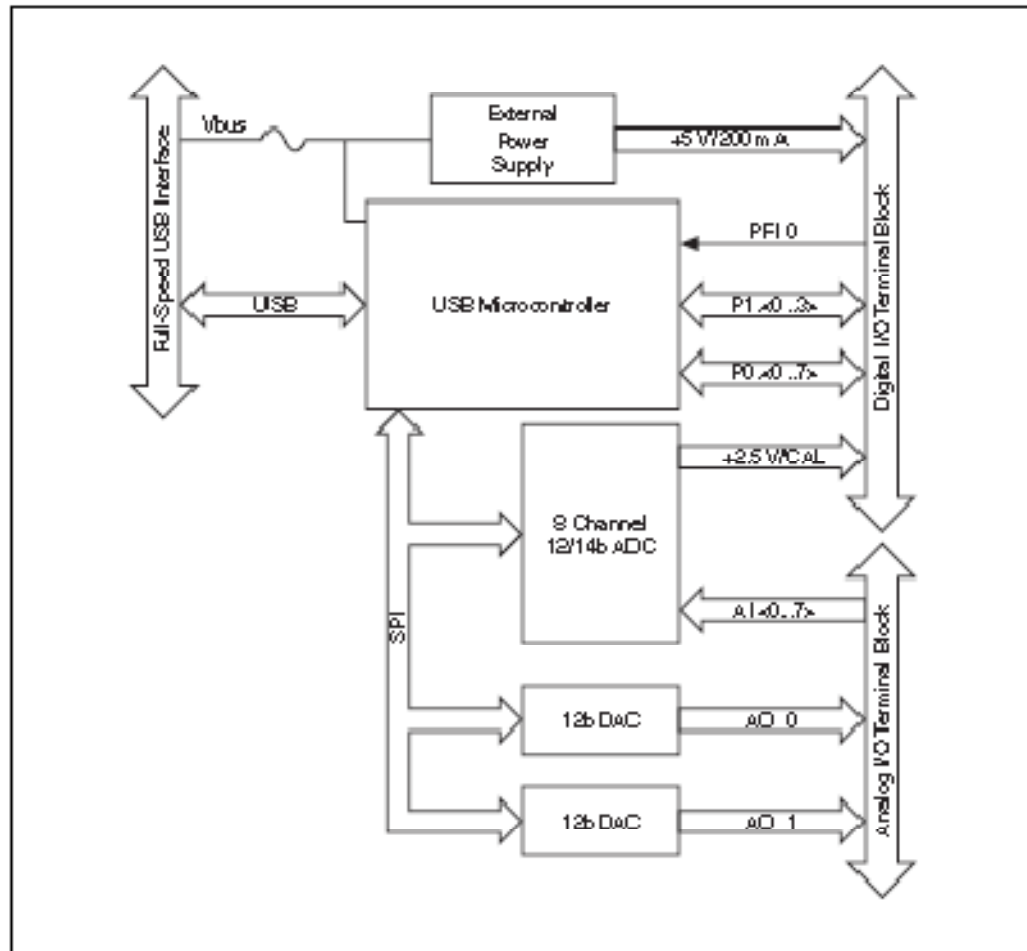 Full-Speed USB Interface
Vbus
External
Power
Supply
+5 V/200 mA
Digital I/O Terminal Block
PFI 0
USB
USB Microcontroller
P1.<0..3>
P0.<0..7>
+2.5 V/CAL
8 Channel
12/14b ADC
SPI
AI <0..7>
Analog I/O Terminal Block
12b DAC
AO 0
12b DAC
AO 1